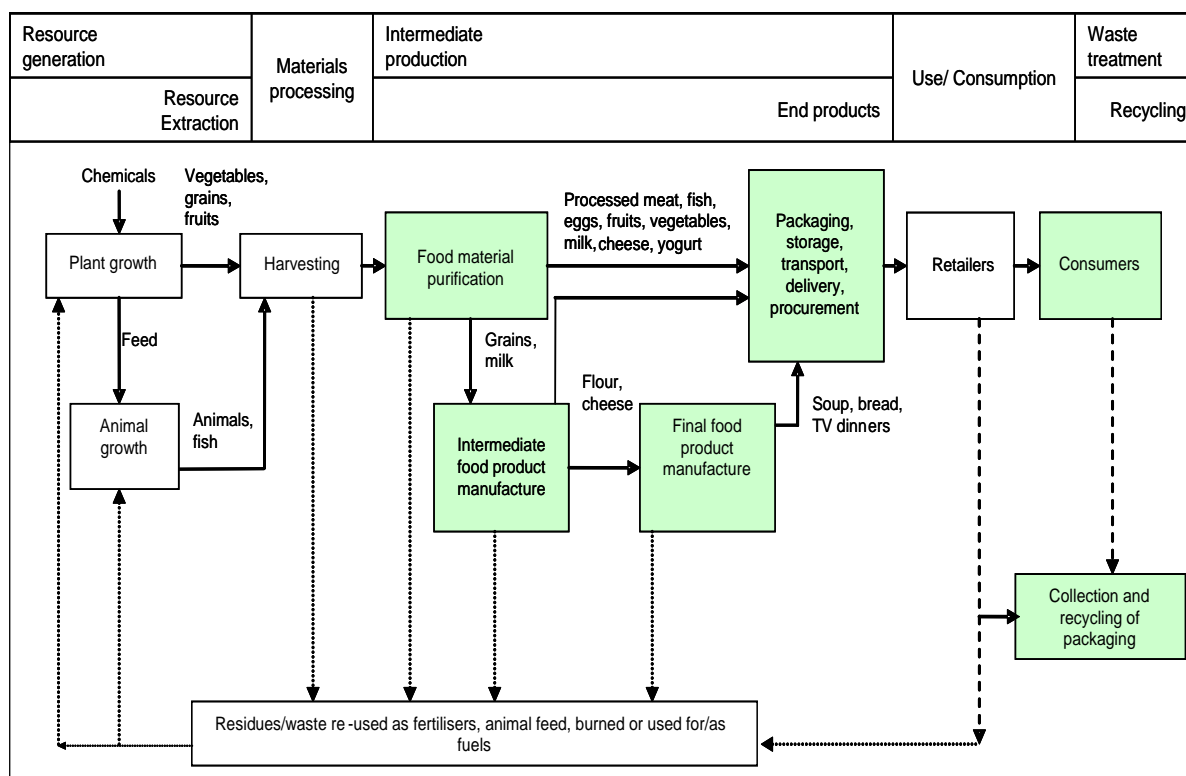 Resource
generation
Resource
Extraction
Materials
processing
Intermediate
production
End products
Use/ Consumption
Waste
treatment
Recycling
Chemicals
Vegetables,
grains,
fruits
Processed meat, fish,
eggs, fruits, vegetables,
milk, cheese, yogurt
Plant growth
Harvesting
Food material
purification
Packaging,
storage,
transport,
delivery,
procurement
Retailers
Consumers
Feed
Grains,
milk
Animal
growth
Animals,
fish
Intermediate
food product
manufacture
Flour,
cheese
Final food
product
manufacture
Soup, bread,
TV dinners
Collection and
recycling of
packaging
Residues/waste re-used as fertilisers, animal feed, burned or used for/as
fuels